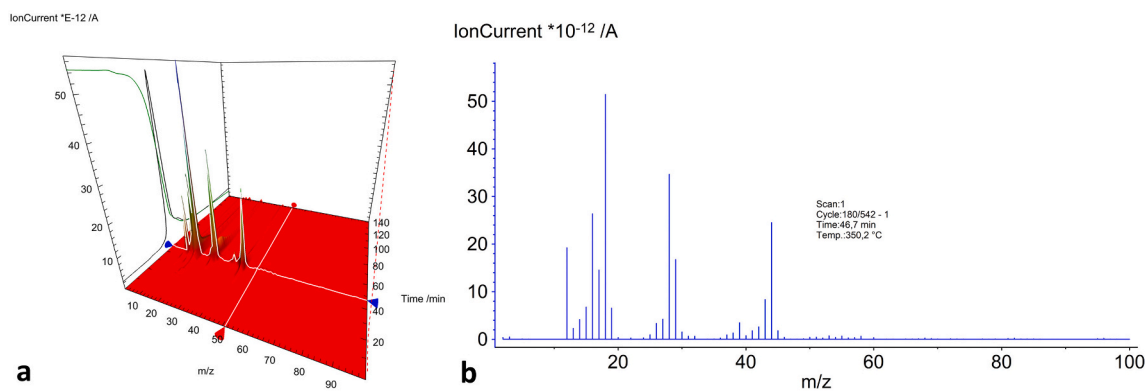 IonCurrent *E-12 /A
50
40
30
20
10
140
120
100
80
60
40
20
Time /min
10 20 30 40 50 60 70 80 90
m/z
a
IonCurrent *10-12 /A
50
40
30
20
10
0
Scan:1
Cycle:180/542 - 1
Time:46,7 min
Temp.:350,2 °C
20 40 60 80 100
m/z
b